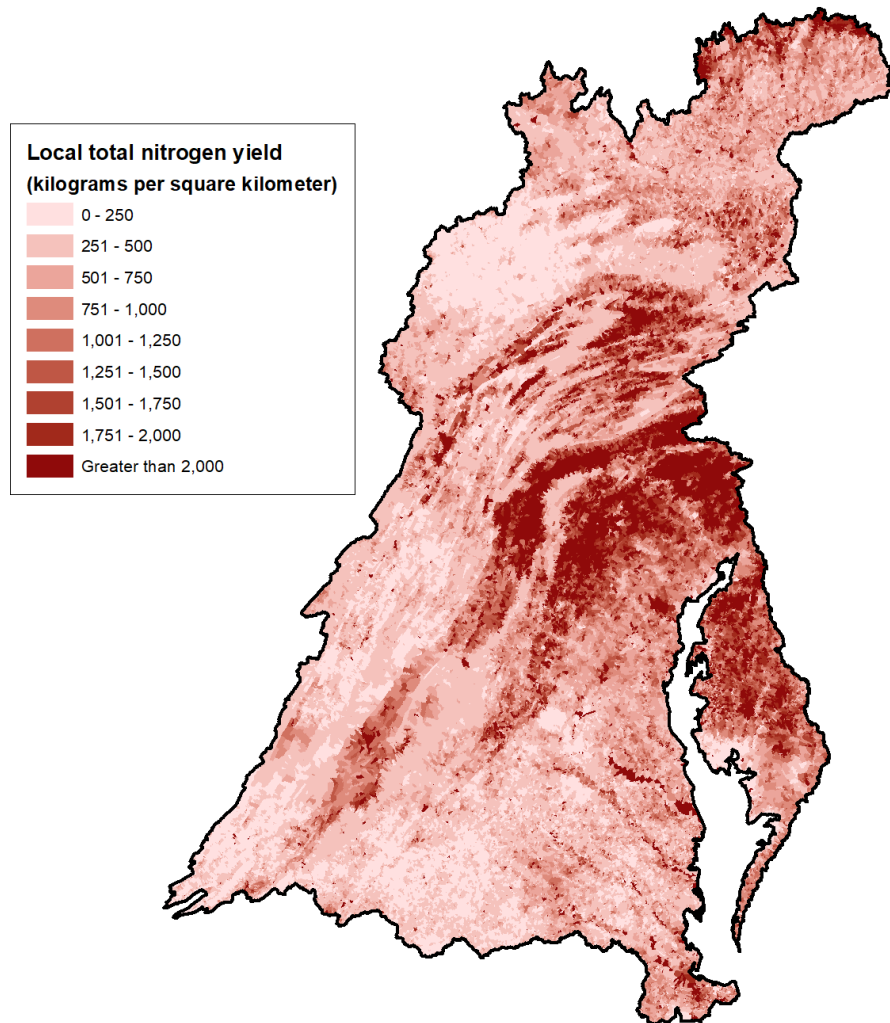 Local total nitrogen yield
(kilograms per square kilometer)
0 - 250
251 - 500
501 - 750
751 - 1,000
1,001 - 1,250
1,251 - 1,500
1,501 - 1,750
1,751 - 2,000
Greater than 2,000